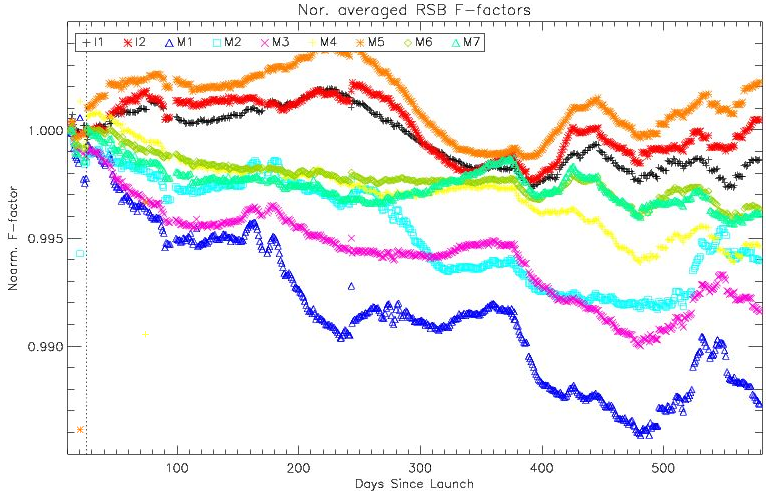 Nor. averaged RSB F-factors
I1 I2 M1 M2 M3 M4 M5 M6 M7
1.000
0.995
0.990
Noarm. F-factor
100 200 300 400 500
Days Since Launch